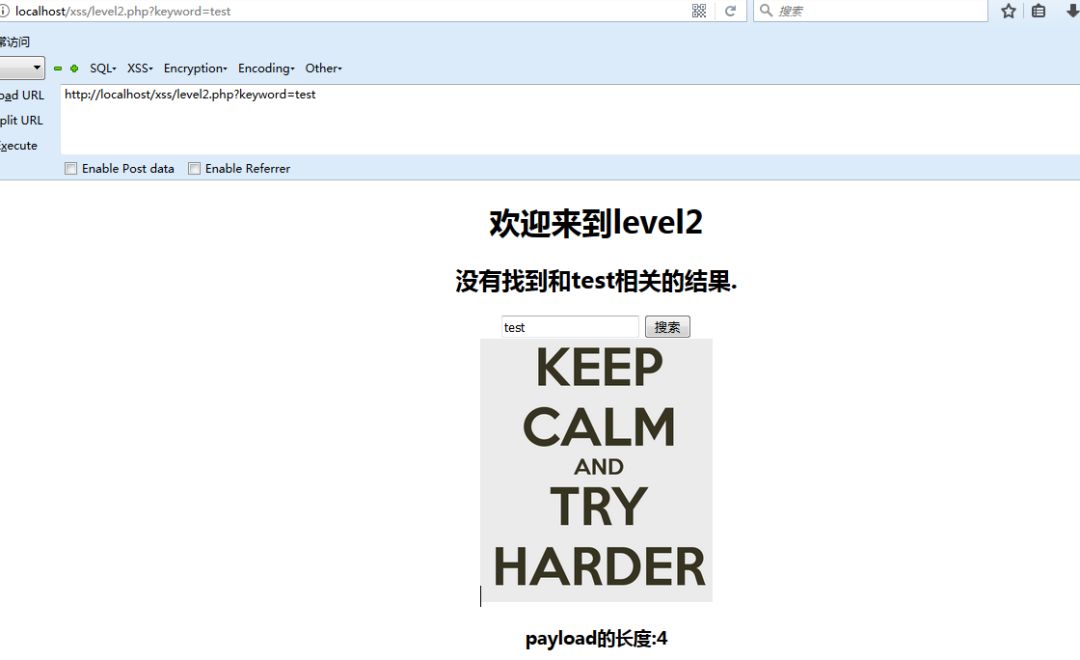 localhost/xss/level2.php?keyword=test
搜索
常访问
SQL- XSS- Encryption- Encoding- Other-
oad URL http://localhost/xss/level2.php?keyword=test
plit URL
xecute
Enable Post data Enable Referrer
欢迎来到level2
没有找到和test相关的结果.
test 搜索
KEEP
CALM
AND
TRY
HARDER
payload的长度:4